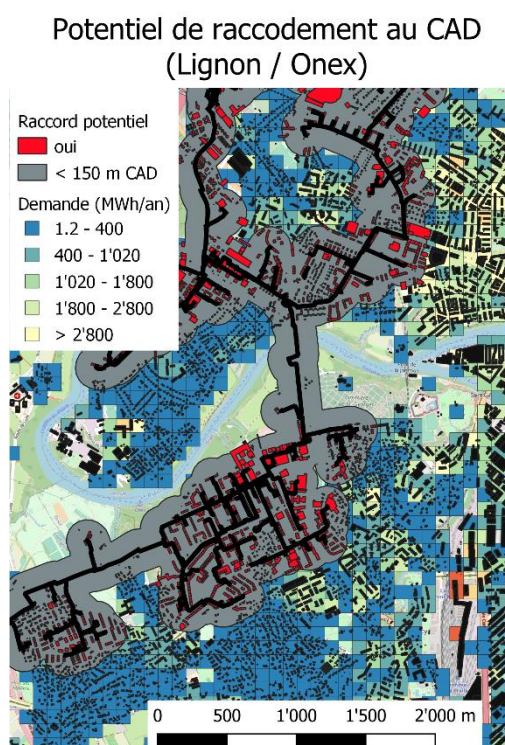 Potentiel de raccodement au CAD
(Lignon / Onex)
Raccord potentiel
oui
< 150 m CAD
Demande (MWh/an)
1.2 - 400
400 - 1'020
1'020 - 1'800
1'800 - 2'800
> 2'800
0 500 1'000 1'500 2'000 m